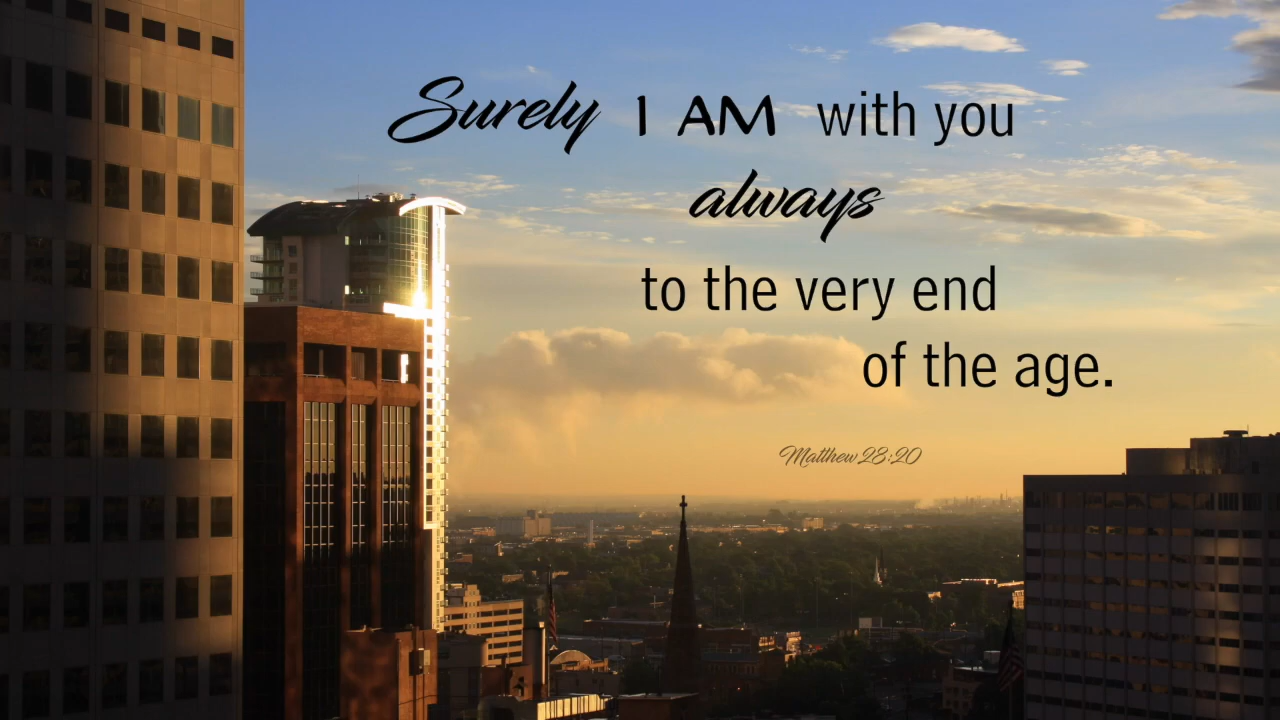 Surely I AM with you
always
to the very end
of the age.
Matthew 28:20